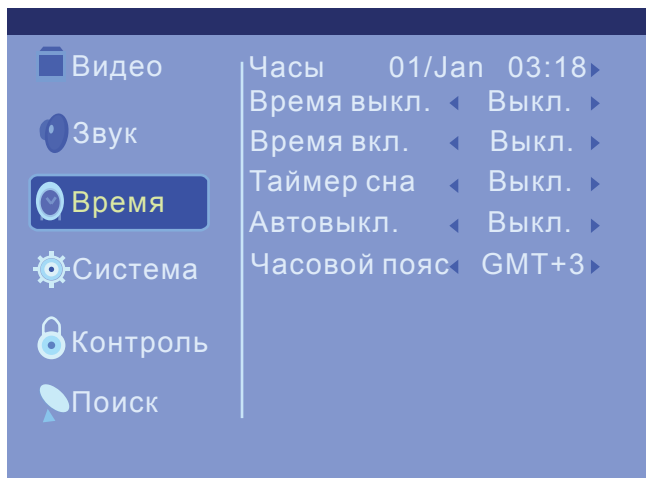 Видео
Звук
Время
Система
Контроль
Поиск
Часы 01/Jan 03:18
Время выкл. Выкл.
Время вкл. Выкл.
Таймер сна Выкл.
Автовыкл. Выкл.
Часовой пояс GMT+3